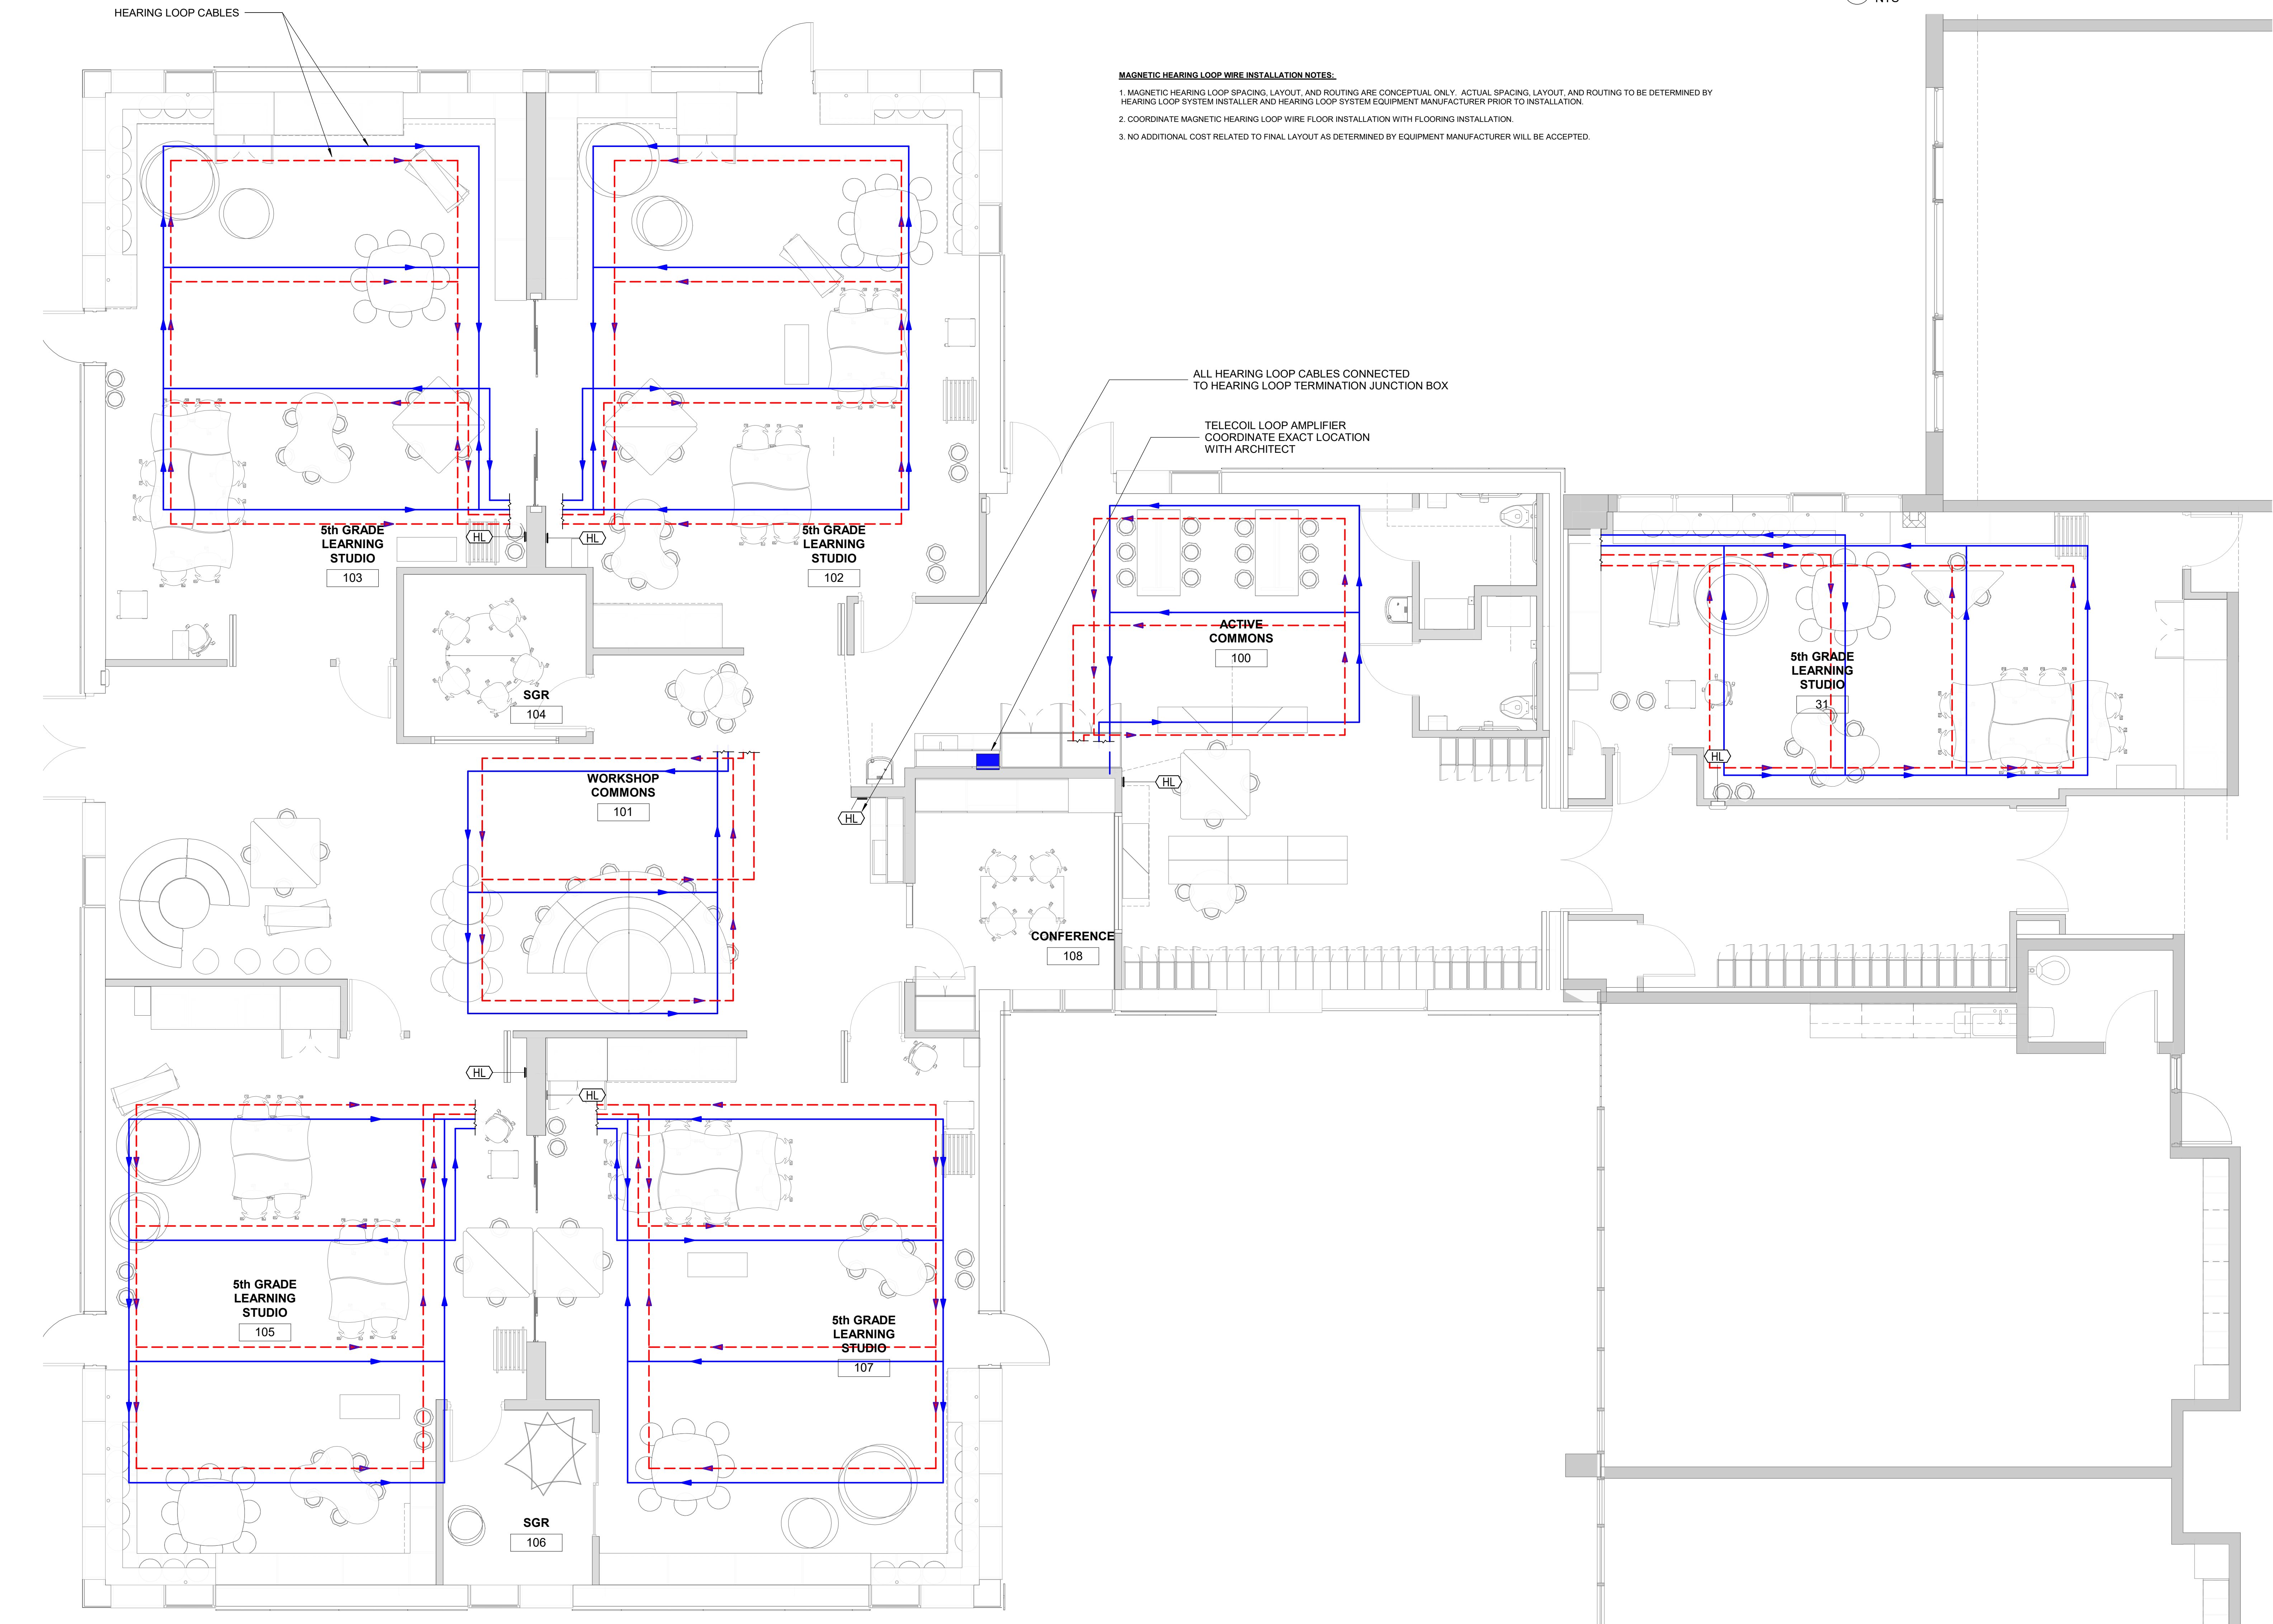 HEARING LOOP CABLES
NTS
MAGNETIC HEARING LOOP WIRE INSTALLATION NOTES:
1. MAGNETIC HEARING LOOP SPACING, LAYOUT, AND ROUTING ARE CONCEPTUAL ONLY.  ACTUAL SPACING, LAYOUT, AND ROUTING TO BE DETERMINED BY
HEARING LOOP SYSTEM INSTALLER AND HEARING LOOP SYSTEM EQUIPMENT MANUFACTURER PRIOR TO INSTALLATION.
2. COORDINATE MAGNETIC HEARING LOOP WIRE FLOOR INSTALLATION WITH FLOORING INSTALLATION.
3. NO ADDITIONAL COST RELATED TO FINAL LAYOUT AS DETERMINED BY EQUIPMENT MANUFACTURER WILL BE ACCEPTED.
ALL HEARING LOOP CABLES CONNECTED
TO HEARING LOOP TERMINATION JUNCTION BOX
TELECOIL LOOP AMPLIFIER
COORDINATE EXACT LOCATION
WITH ARCHITECT
5th GRADE
LEARNING
STUDIO
103
HL
HL
5th GRADE
LEARNING
STUDIO
102
ACTIVE
COMMONS
100
5th GRADE
LEARNING
STUDIO
31
HL
SGR
104
WORKSHOP
COMMONS
101
HL
HL
CONFERENCE
108
HL
HL
5th GRADE
LEARNING
STUDIO
105
5th GRADE
LEARNING
STUDIO
107
SGR
106